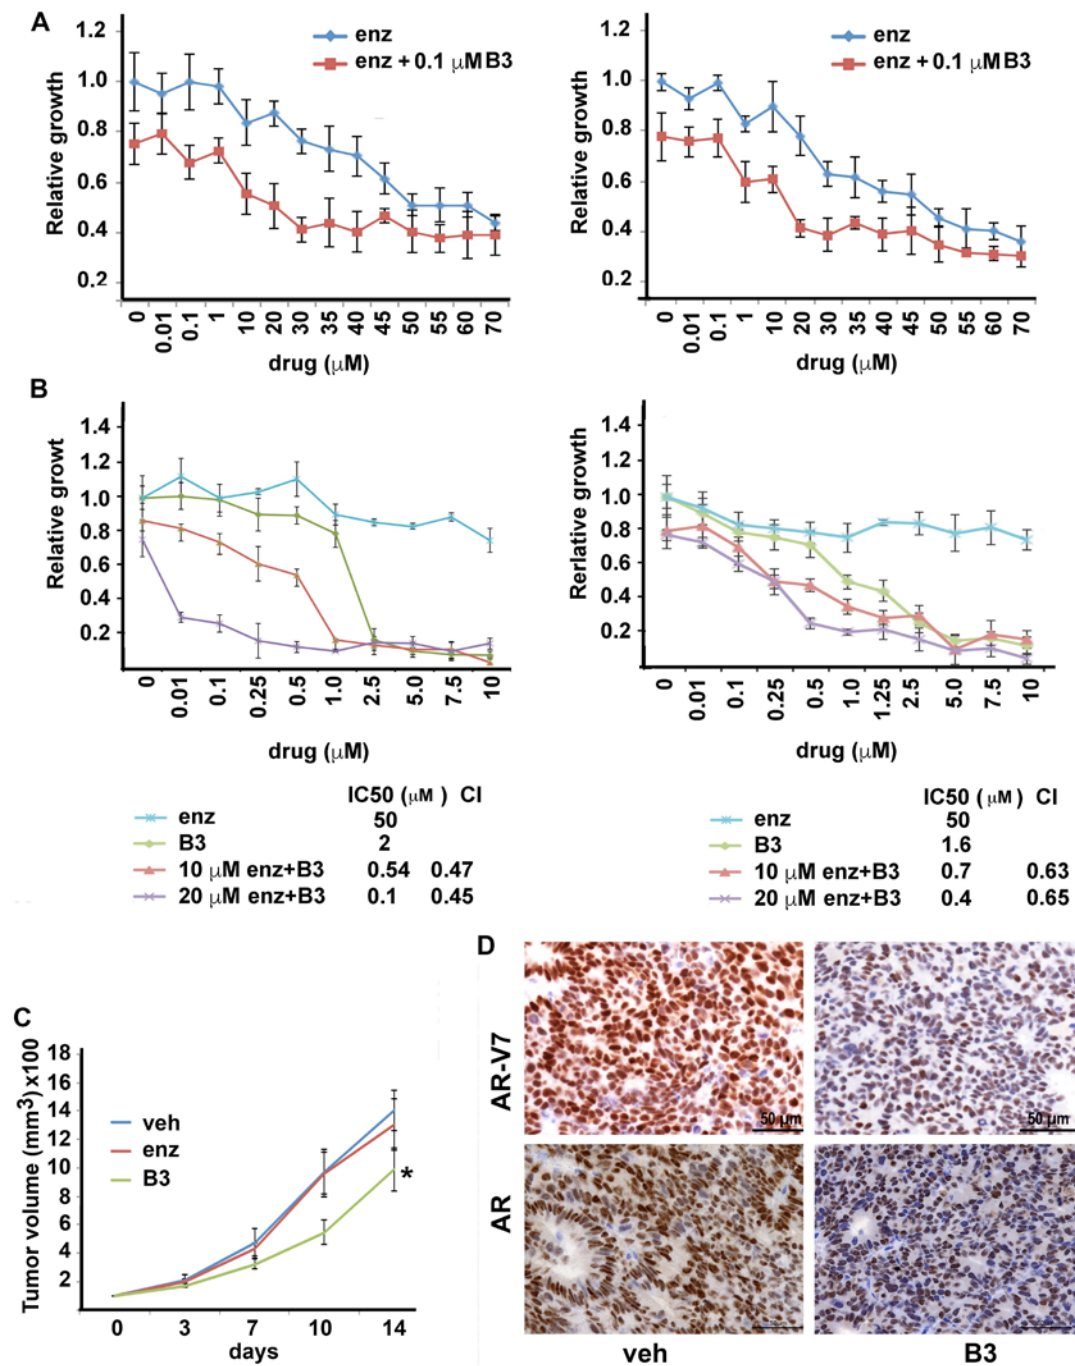 A
1.2
1.0
0.8
0.6
0.4
0.2
Relative growth
enz
enz + 0.1 μM B3
0 0.01 0.1 1 10 20 30 35 40 45 50 55 60 70
drug (μM)
1.2
1.0
0.8
0.6
0.4
0.2
Relative growth
enz
enz + 0.1 μM B3
0 0.01 0.1 1 10 20 30 35 40 45 50 55 60 70
drug (μM)
B
1.4
1.2
1.0
0.8
0.6
0.4
0.2
Relative growt
0 0.01 0.1 0.25 0.5 1.0 2.5 5.0 7.5 10
drug (μM)
IC50 (μM) CI
enz 50
B3 2
10 μM enz+B3 0.54 0.47
20 μM enz+B3 0.1 0.45
1.4
1.2
1.0
0.8
0.6
0.4
0.2
Rerlative growth
0 0.01 0.1 0.25 0.5 1.0 1.25 2.5 5.0 7.5 10
drug (μM)
IC50 (μM) CI
enz 50
B3 1.6
10 μM enz+B3 0.7 0.63
20 μM enz+B3 0.4 0.65
C
18
16
14
12
10
8
6
4
2
Tumor volume (mm³) x100
veh
enz
B3
*
0 3 7 10 14
days
D
AR-V7
50 μm
50 μm
AR
veh
B3